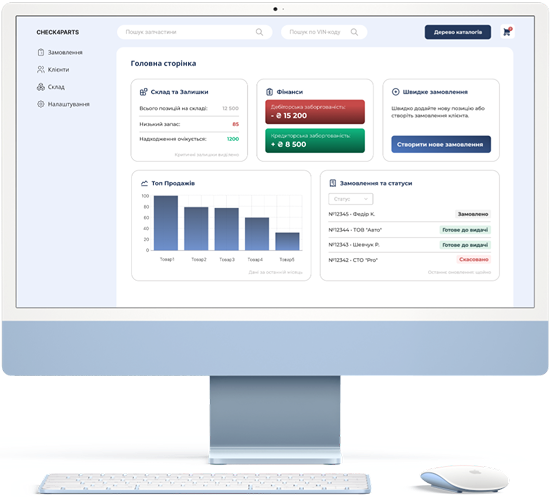 CHECK4PARTS
Пошук запчастини
Пошук по VIN-коду
Дерево каталогів
Замовлення
Клієнти
Склад
Налаштування
Головна сторінка
Склад та Залишки
Всього позицій на складі: 12 500
Низький запас: 85
Надходження очікується: 1200
Критичні залишки виділено
Фінанси
Дебіторська заборгованість:
- ₴ 15 200
Кредиторська заборгованість
+ ₴ 8 500
Швидке замовлення
Швидко додайте нову позицію або
створіть замовлення клієнта.
Створити нове замовлення
Топ Продажів
100
80
60
40
20
0
Товар1 Товар2 Товар3 Товар4 Товар5
Дані за останній місяць
Замовлення та статуси
Статус
№12345 - Федір К. Замовлено
№12344 - ТОВ "Авто" Готове до видачі
№12343 - Шевчук Р. Готове до видачі
№12342 - СТО "Pro" Скасовано